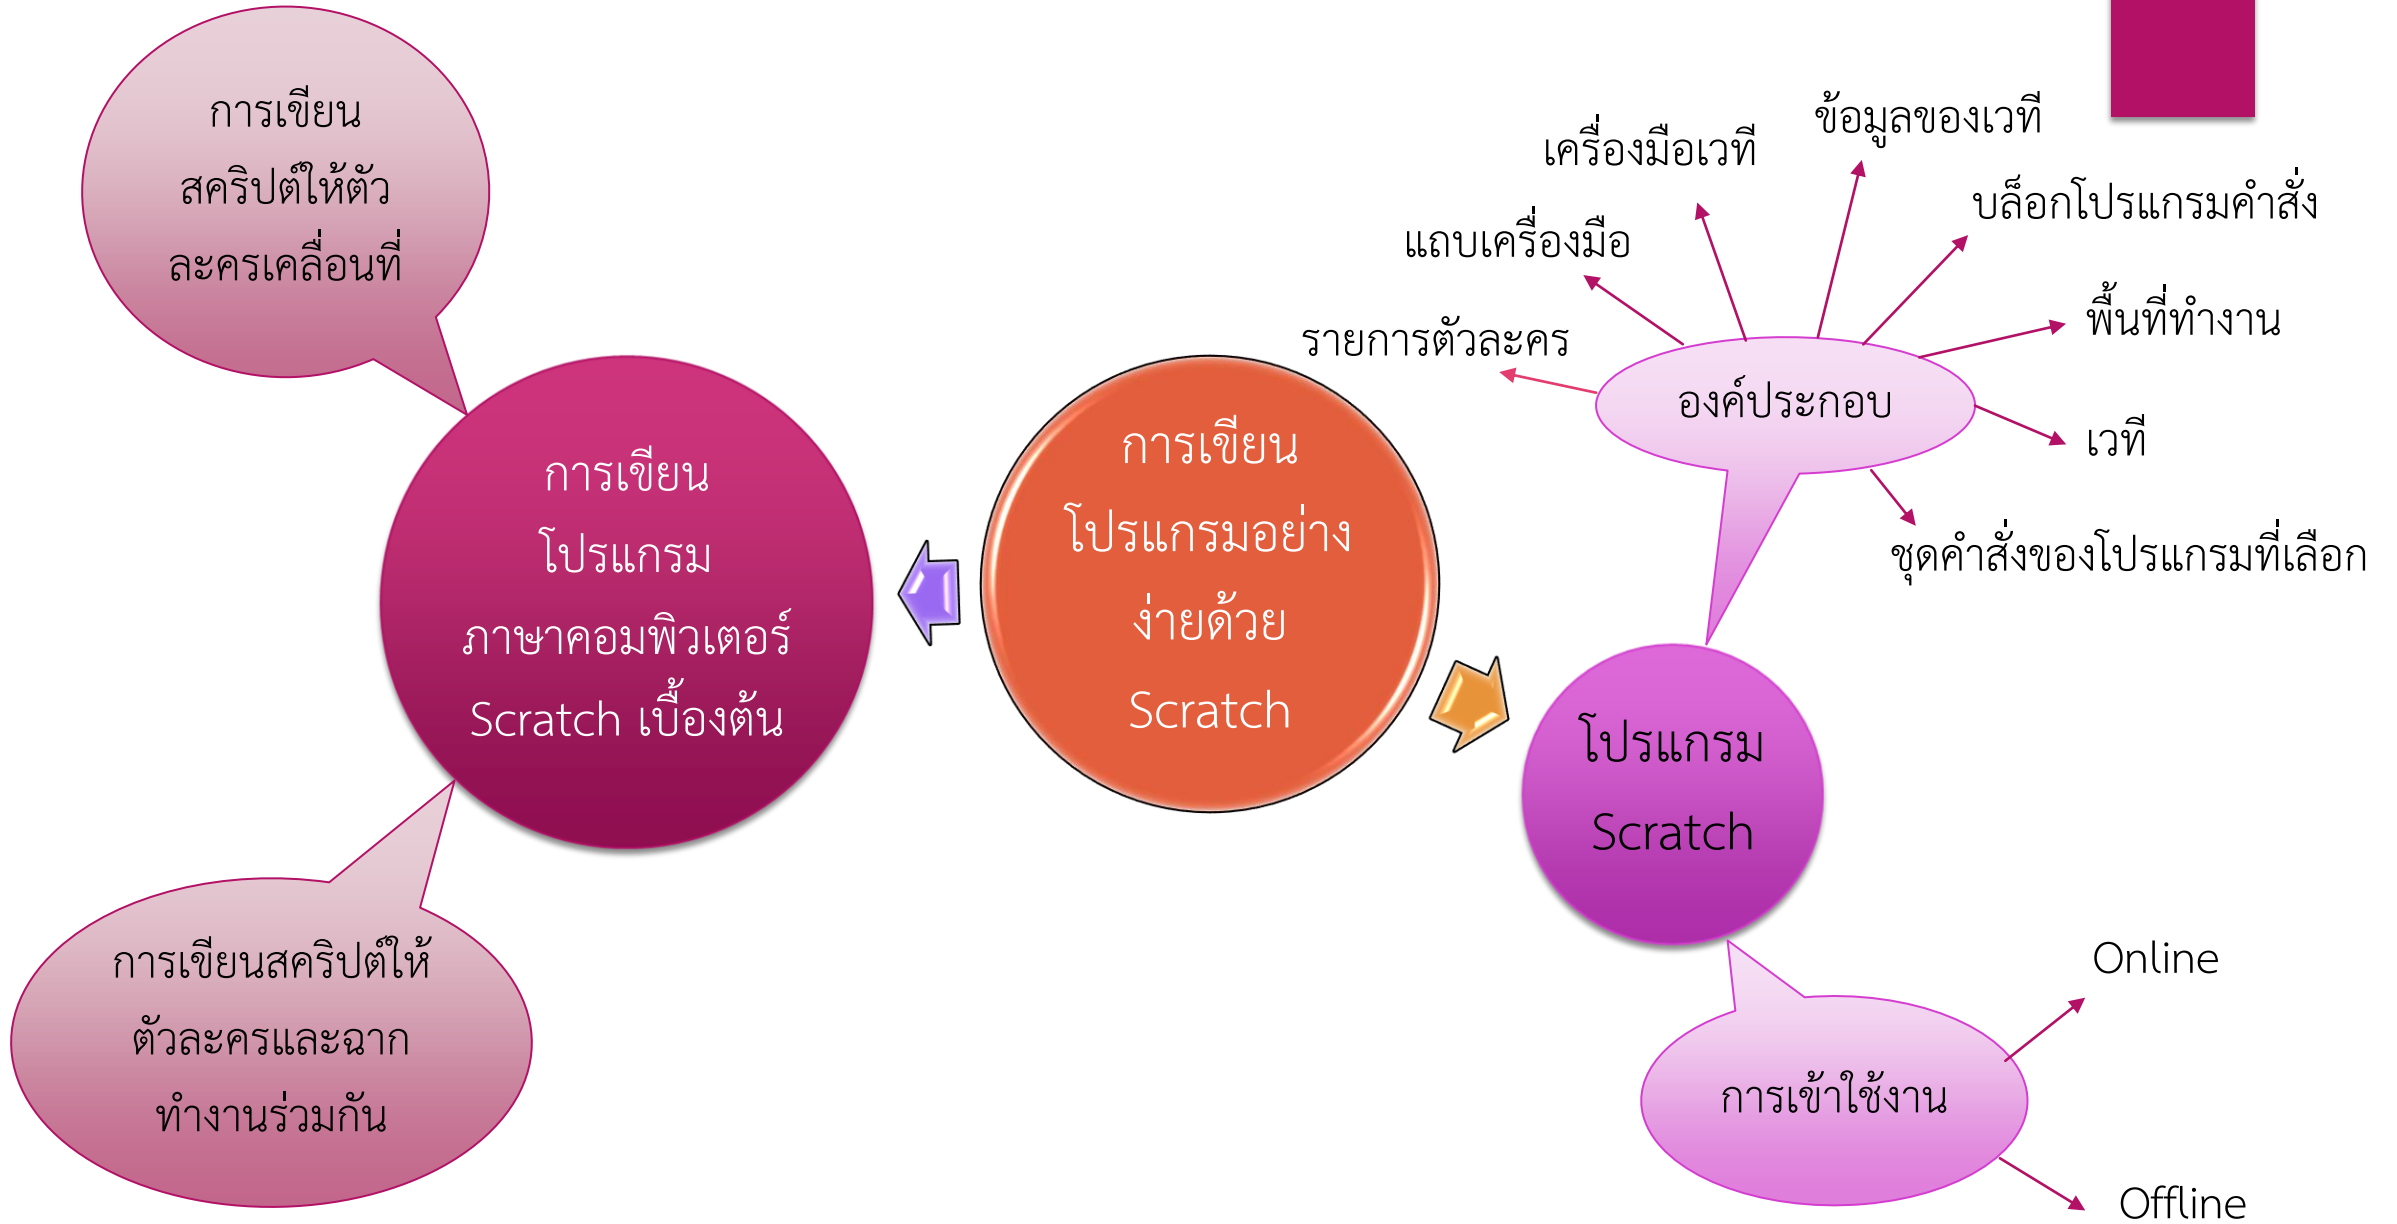 การเขียน
สคริปต์ให้ตัว
ละครเคลื่อนที่
การเขียน
โปรแกรม
ภาษาคอมพิวเตอร์
Scratch เบื้องต้น
การเขียนสคริปต์ให้
ตัวละครและฉาก
ทำงานร่วมกัน
การเขียน
โปรแกรมอย่าง
ง่ายด้วย
Scratch
รายการตัวละคร
แถบเครื่องมือ
เครื่องมือเวที
ข้อมูลของเวที
บล็อกโปรแกรมคำสั่ง
พื้นที่ทำงาน
เวที
ชุดคำสั่งของโปรแกรมที่เลือก
องค์ประกอบ
โปรแกรม
Scratch
การเข้าใช้งาน
Online
Offline